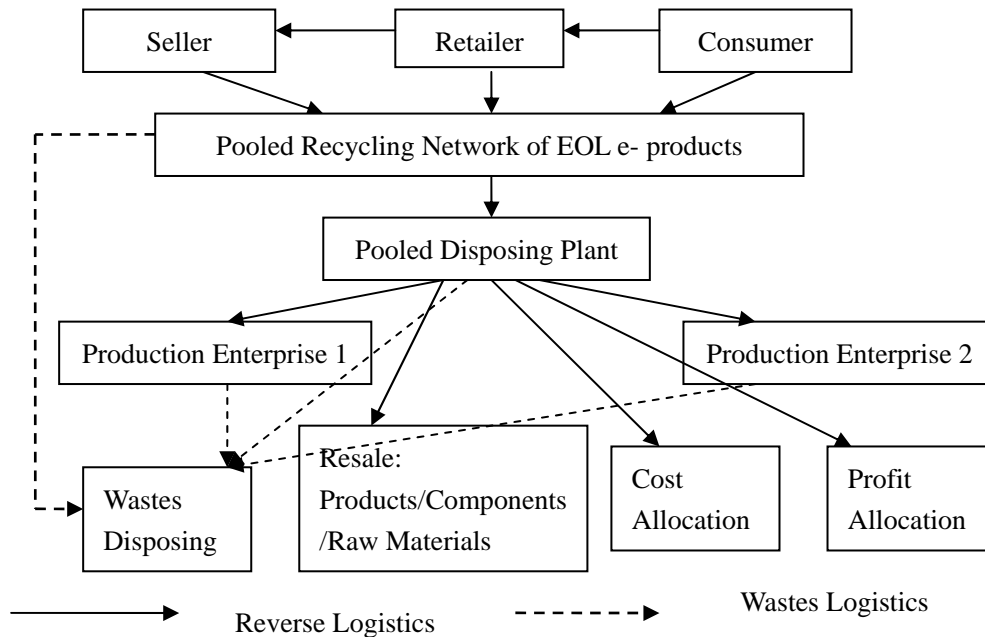 Seller
Retailer
Consumer
Pooled Recycling Network of EOL e- products
Pooled Disposing Plant
Production Enterprise 1
Production Enterprise 2
Wastes
Disposing
Resale:
Products/Components
/Raw Materials
Cost
Allocation
Profit
Allocation
Reverse Logistics
Wastes Logistics